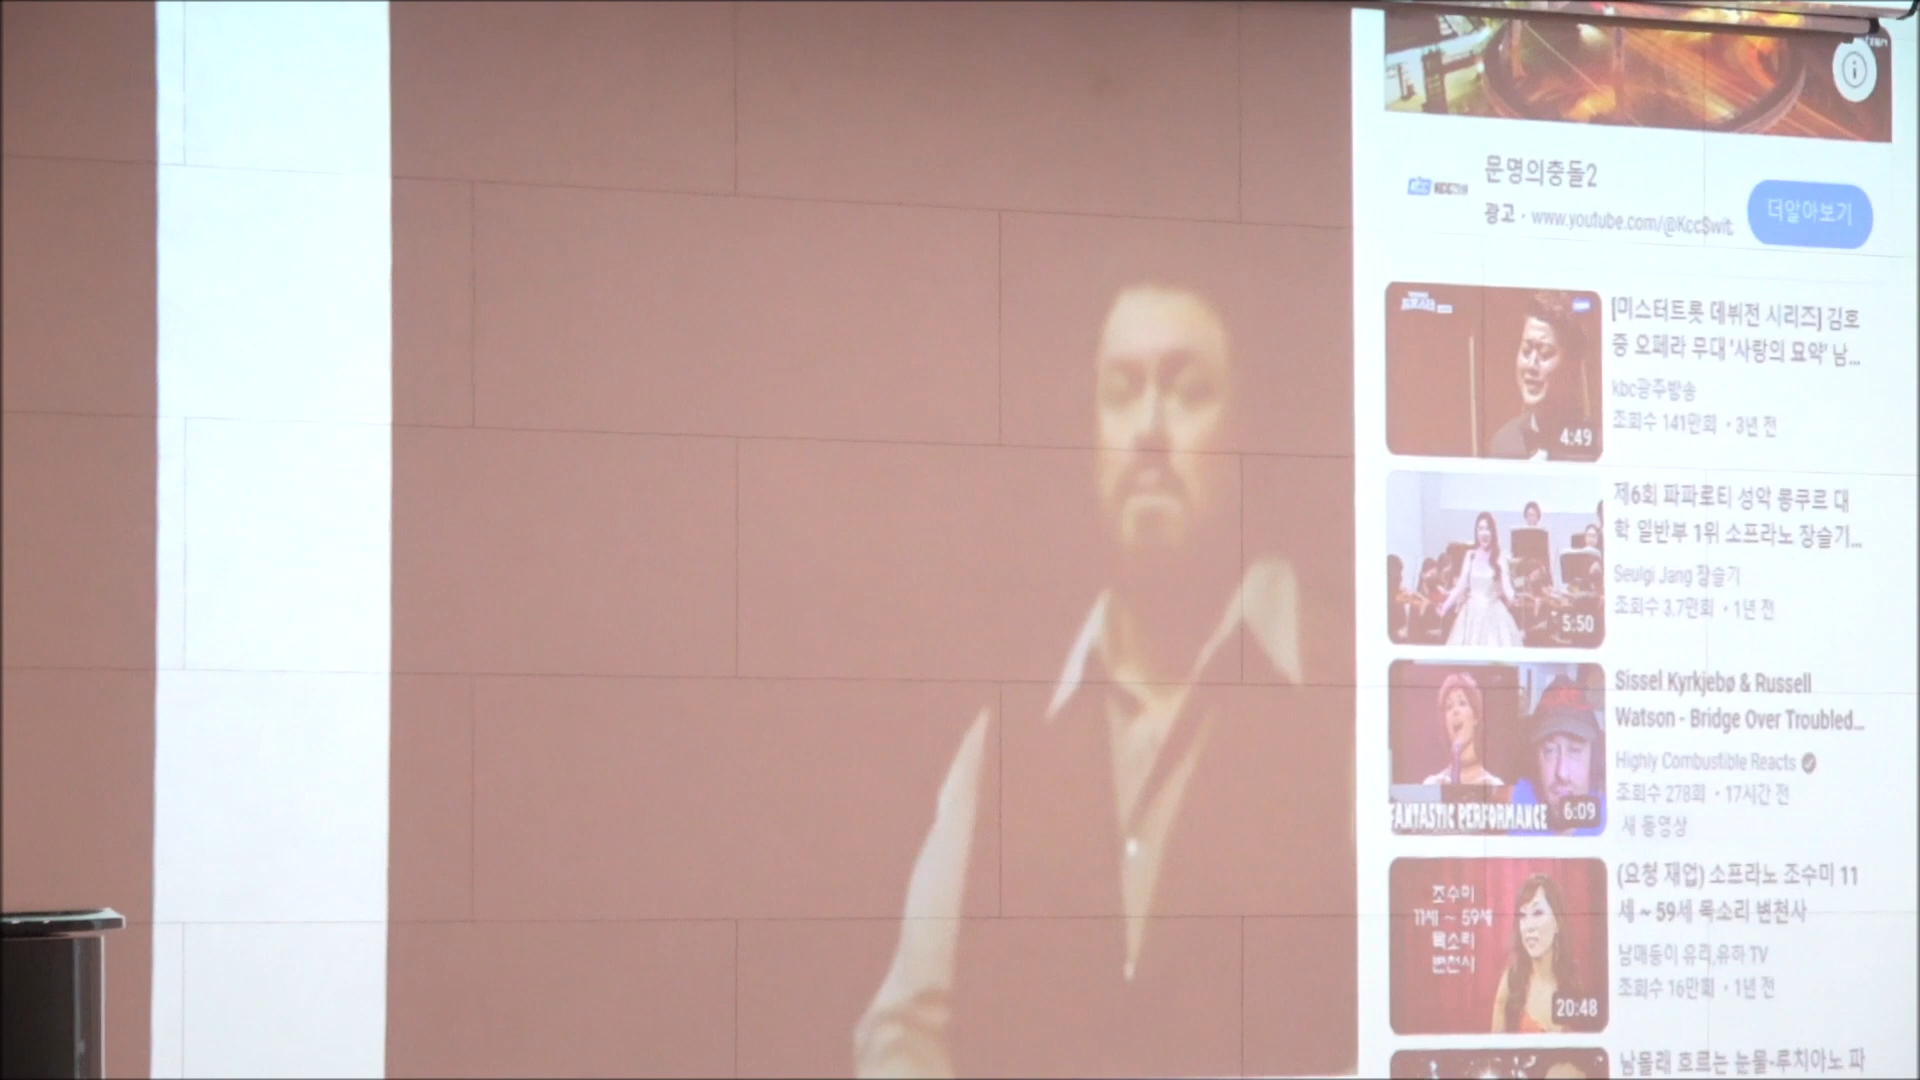 문명의충돌2
광고 · www.youtube.com/@KccSwit
더알아보기
[미스터트롯 데뷔전 시리즈] 김호
중 오페라 무대 '사랑의 묘약' 남...
kbc광주방송
조회수 141만회 · 3년 전
4:49
제6회 파파로티 성악 콩쿠르 대
학 일반부 1위 소프라노 장슬기...
Seulgi Jang 장슬기
조회수 3.7만회 · 1년 전
5:50
Sissel Kyrkjebø & Russell
Watson - Bridge Over Troubled...
Highly Combustible Reacts
조회수 278회 · 17시간 전
새 동영상
FANTASTIC PERFORMANCE
6:09
(요청 재업) 소프라노 조수미 11
세 ~ 59세 목소리 변천사
남매둥이 유리,유하 TV
조회수 16만회 · 1년 전
조수미
11세 ~ 59세
목소리
변천사
20:48
남몰래 흐르는 눈물-루치아노 파